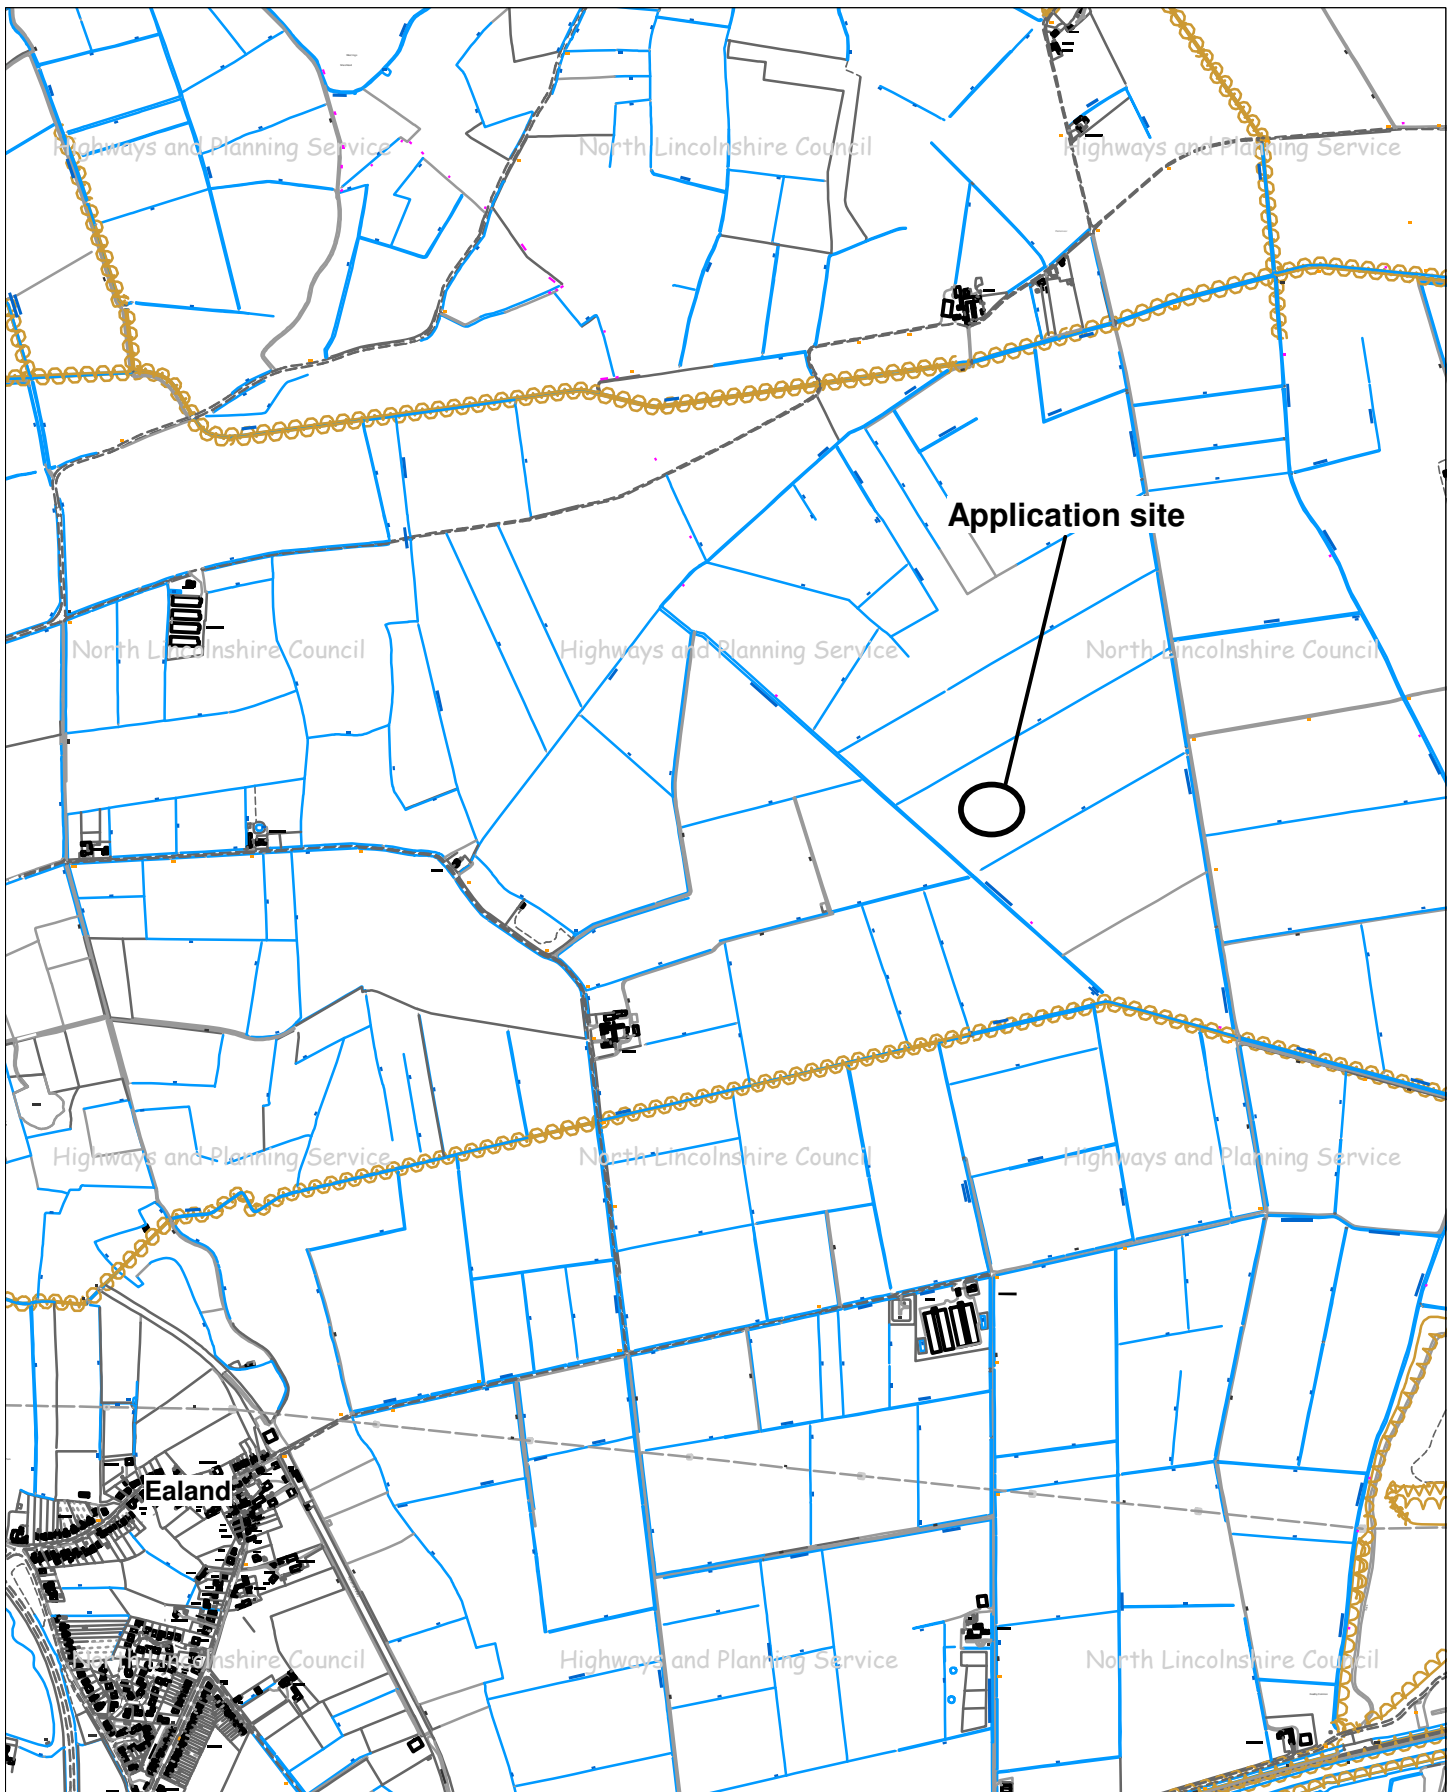 Highways and Planning Service North Lincolnshire Council Highways and Planning Service
Application site
North Lincolnshire Council Highways and Planning Service North Lincolnshire Council
Highways and Planning Service North Lincolnshire Council Highways and Planning Service
Ealand
North Lincolnshire Council Highways and Planning Service North Lincolnshire Council